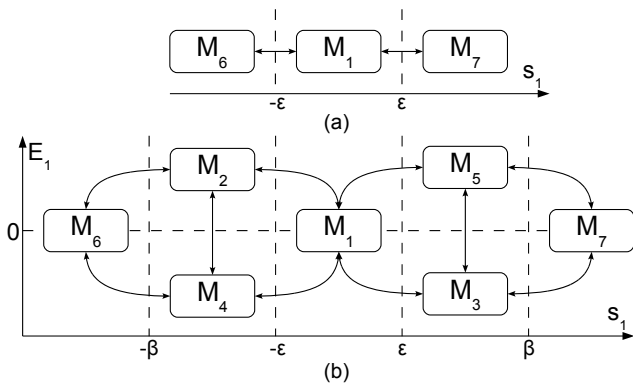 M₆ M₁ M₇
s₁
-ε ε
(a)
E₁
M₂ M₅
0 M₆ M₁ M₇
M₄ M₃
s₁
-β -ε ε β
(b)